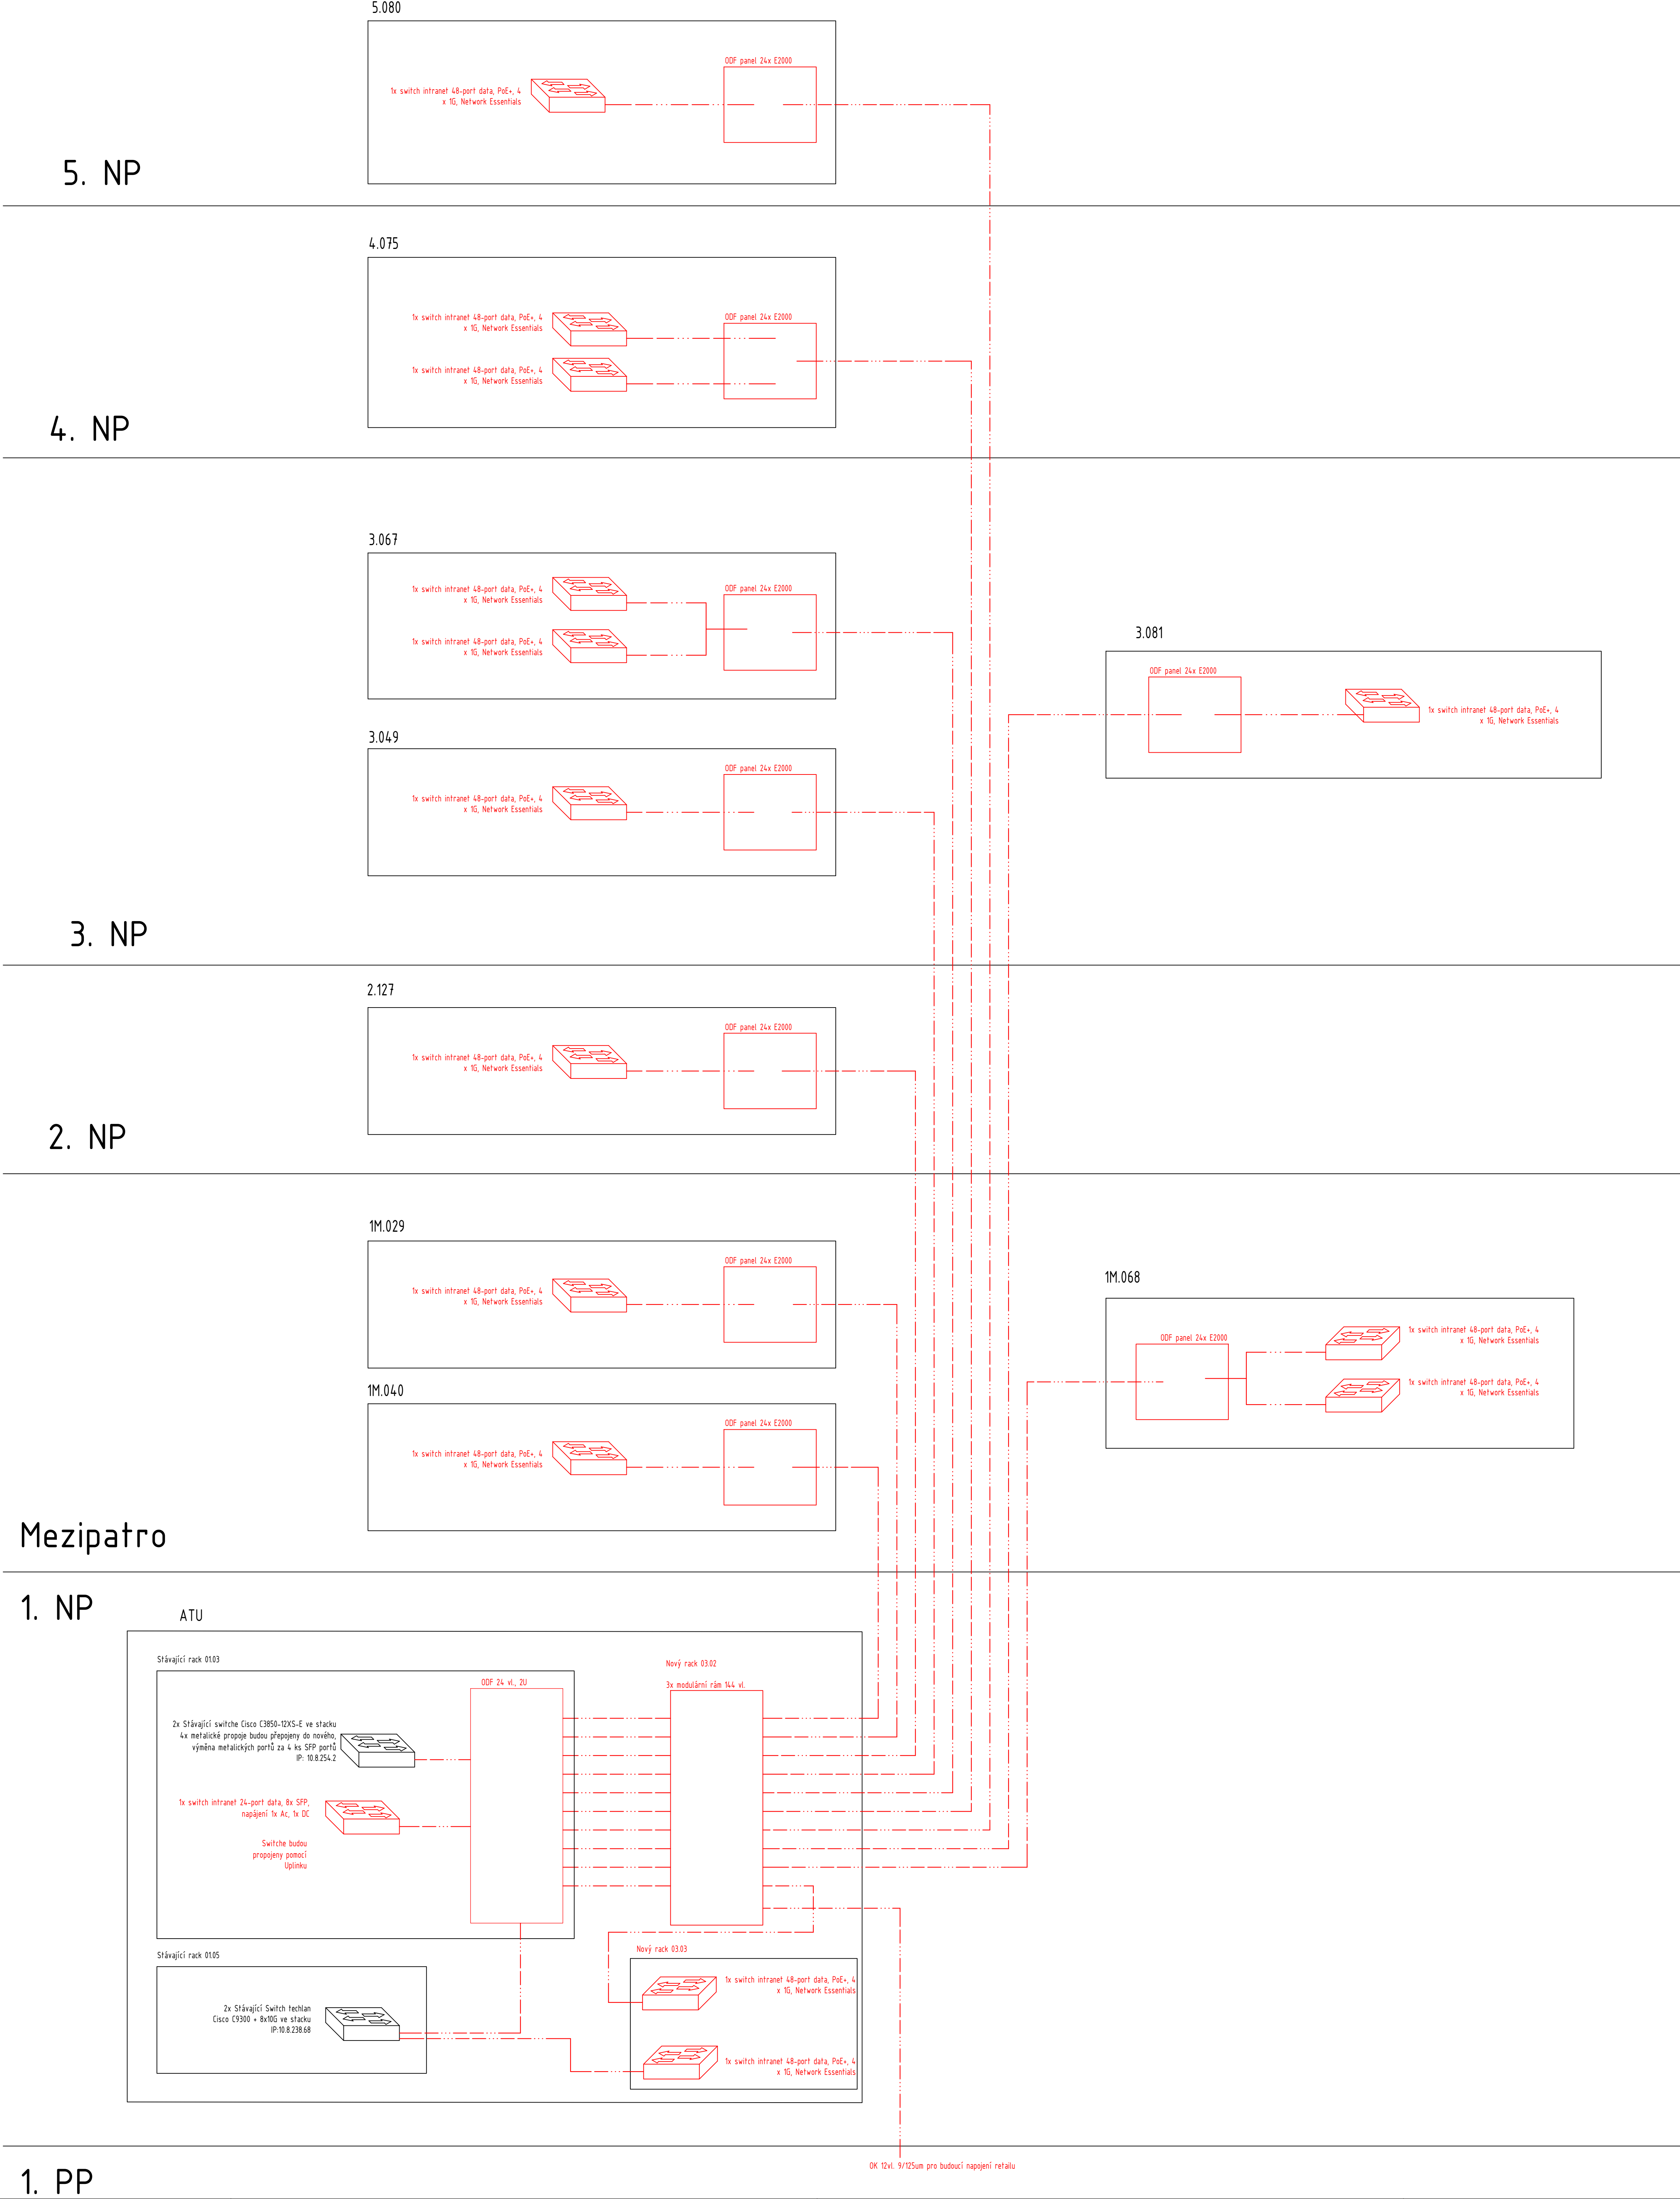 5.080
ODF panel 24x E2000
1x switch intranet 48-port data, PoE+, 4
x 1G, Network Essentials
5. NP
4.075
1x switch intranet 48-port data, PoE+, 4
x 1G, Network Essentials
ODF panel 24x E2000
1x switch intranet 48-port data, PoE+, 4
x 1G, Network Essentials
4. NP
3.067
1x switch intranet 48-port data, PoE+, 4
x 1G, Network Essentials
ODF panel 24x E2000
1x switch intranet 48-port data, PoE+, 4
x 1G, Network Essentials
3.081
ODF panel 24x E2000
1x switch intranet 48-port data, PoE+, 4
x 1G, Network Essentials
3.049
ODF panel 24x E2000
1x switch intranet 48-port data, PoE+, 4
x 1G, Network Essentials
3. NP
2.127
ODF panel 24x E2000
1x switch intranet 48-port data, PoE+, 4
x 1G, Network Essentials
2. NP
1M.029
ODF panel 24x E2000
1x switch intranet 48-port data, PoE+, 4
x 1G, Network Essentials
1M.068
ODF panel 24x E2000
1x switch intranet 48-port data, PoE+, 4
x 1G, Network Essentials
1x switch intranet 48-port data, PoE+, 4
x 1G, Network Essentials
1M.040
ODF panel 24x E2000
1x switch intranet 48-port data, PoE+, 4
x 1G, Network Essentials
Mezipatro
1. NP
ATU
Stávající rack 01.03
ODF 24 vl., 2U
Nový rack 03.02
3x modulární rám 144 vl.
2x Stávající switche Cisco C3850-12XS-E ve stacku
4x metalické propoje budou přepojeny do nového,
výměna metalických portů za 4 ks SFP portů
IP: 10.8.254.2
1x switch intranet 24-port data, 8x SFP,
napájení 1x Ac, 1x DC
Switche budou
propojeny pomocí
Uplinku
Stávající rack 01.05
2x Stávající Switch techlan
Cisco C9300 + 8x10G ve stacku
IP:10.8.238.68
Nový rack 03.03
1x switch intranet 48-port data, PoE+, 4
x 1G, Network Essentials
1x switch intranet 48-port data, PoE+, 4
x 1G, Network Essentials
OK 12vl. 9/125um pro budoucí napojení retailu
1. PP